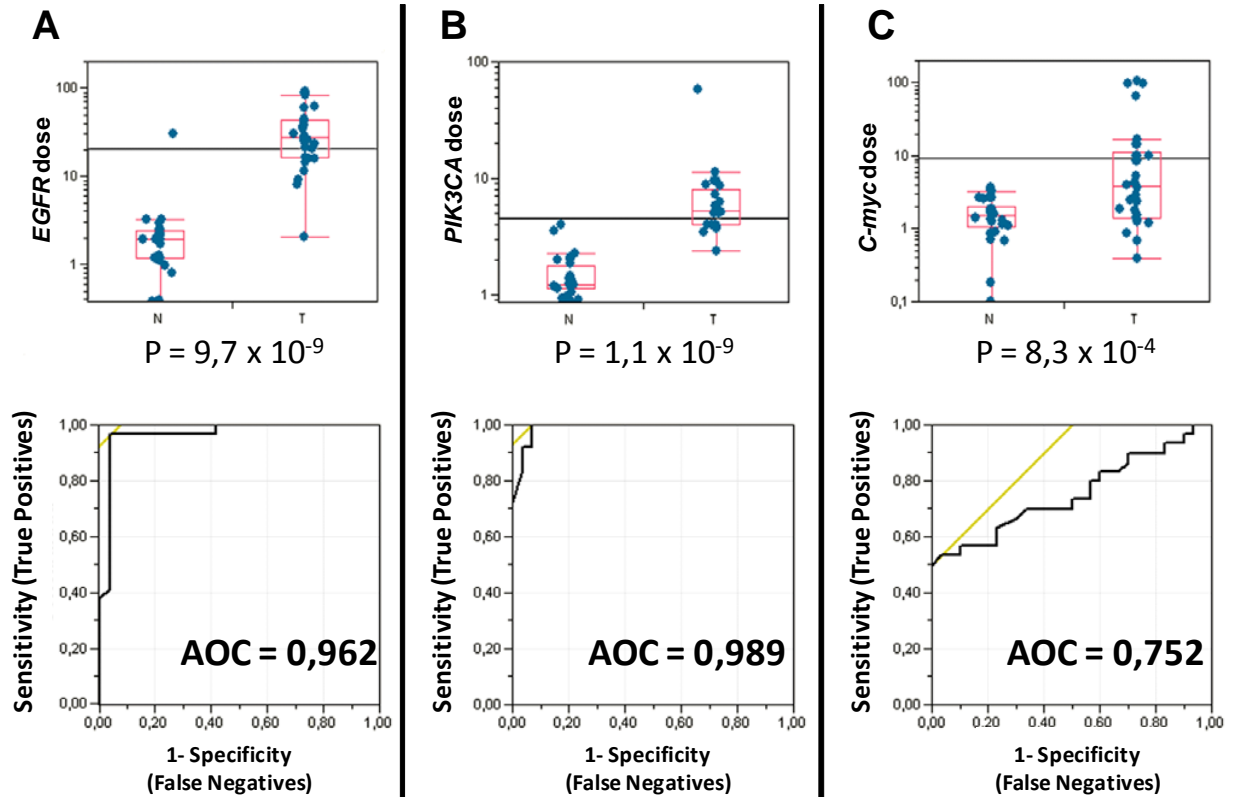 A
EGFR dose
100
10
1
N
T
P = 9,7 x 10-9
Sensitivity (True Positives)
1,00
0,80
0,60
0,40
0,20
0,00
0,00
0,20
0,40
0,60
0,80
1,00
AOC = 0,962
1- Specificity
(False Negatives)
B
PIK3CA dose
100
10
1
N
T
P = 1,1 x 10-9
Sensitivity (True Positives)
1,00
0,80
0,60
0,40
0,20
0,00
0,00
0,20
0,40
0,60
0,80
1,00
AOC = 0,989
1- Specificity
(False Negatives)
C
C-myc dose
100
10
1
0,1
N
T
P = 8,3 x 10-4
Sensitivity (True Positives)
1,00
0,80
0,60
0,40
0,20
0,00
0,00
0.20
0.40
0.60
0.80
1,00
AOC = 0,752
1- Specificity
(False Negatives)